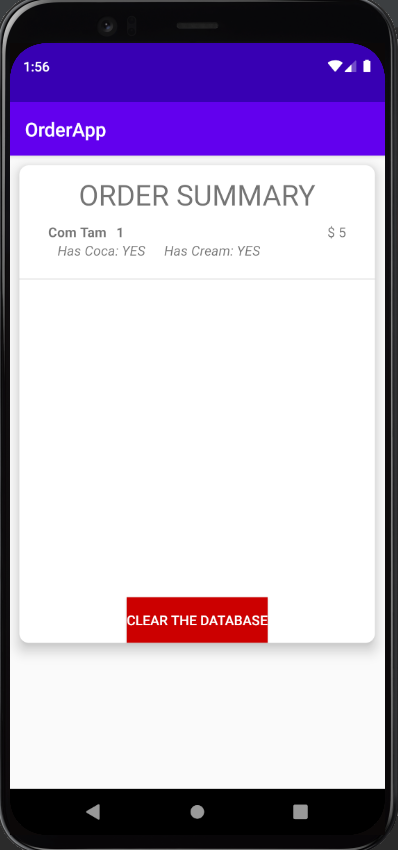 1:56
OrderApp
ORDER SUMMARY
Com Tam 1 $ 5
Has Coca: YES Has Cream: YES
CLEAR THE DATABASE